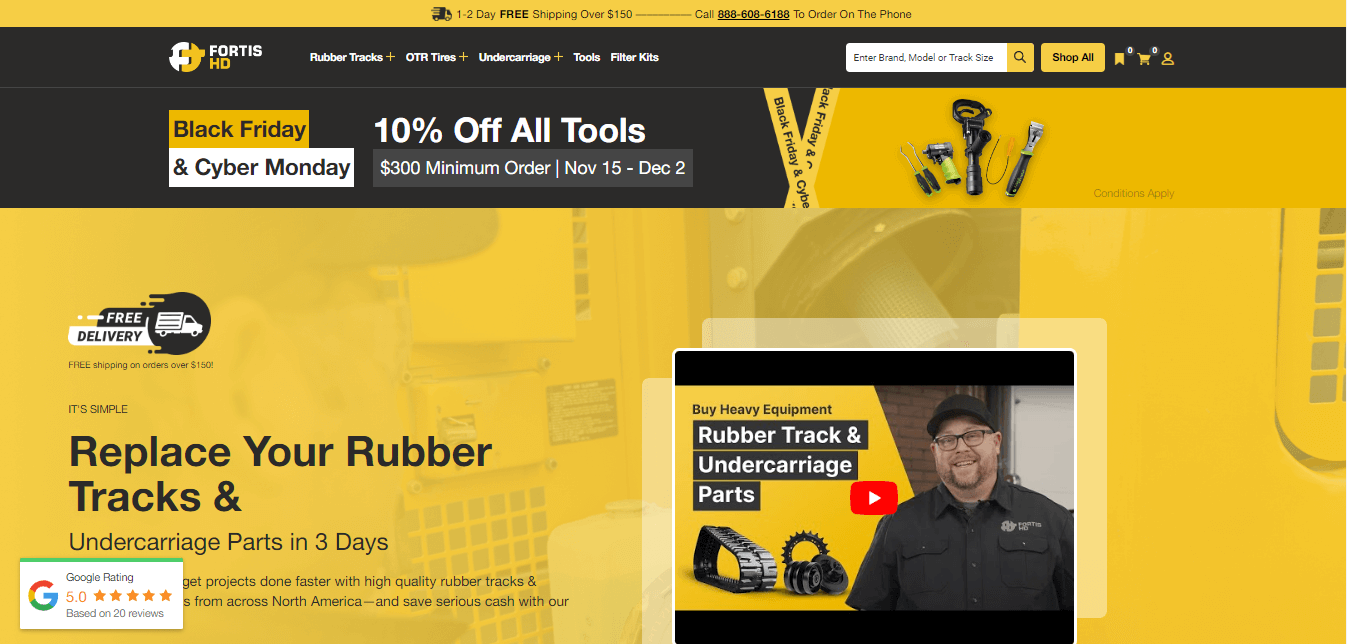 1-2 Day FREE Shipping Over $150 ————— Call 888-608-6188 To Order On The Phone
FORTIS
HD
Rubber Tracks + OTR Tires + Undercarriage + Tools Filter Kits
Enter Brand, Model or Track Size
Shop All
0
0
Black Friday
& Cyber Monday
10% Off All Tools
$300 Minimum Order | Nov 15 - Dec 2
Black Friday & Cyber
ack Friday &
Conditions Apply
FREE
DELIVERY
FREE shipping on orders over $150!
IT'S SIMPLE
Replace Your Rubber
Tracks &
Undercarriage Parts in 3 Days
get projects done faster with high quality rubber tracks &
s from across North America—and save serious cash with our
Google Rating
5.0
Based on 20 reviews
Buy Heavy Equipment
Rubber Track &
Undercarriage
Parts
FORTIS
HD